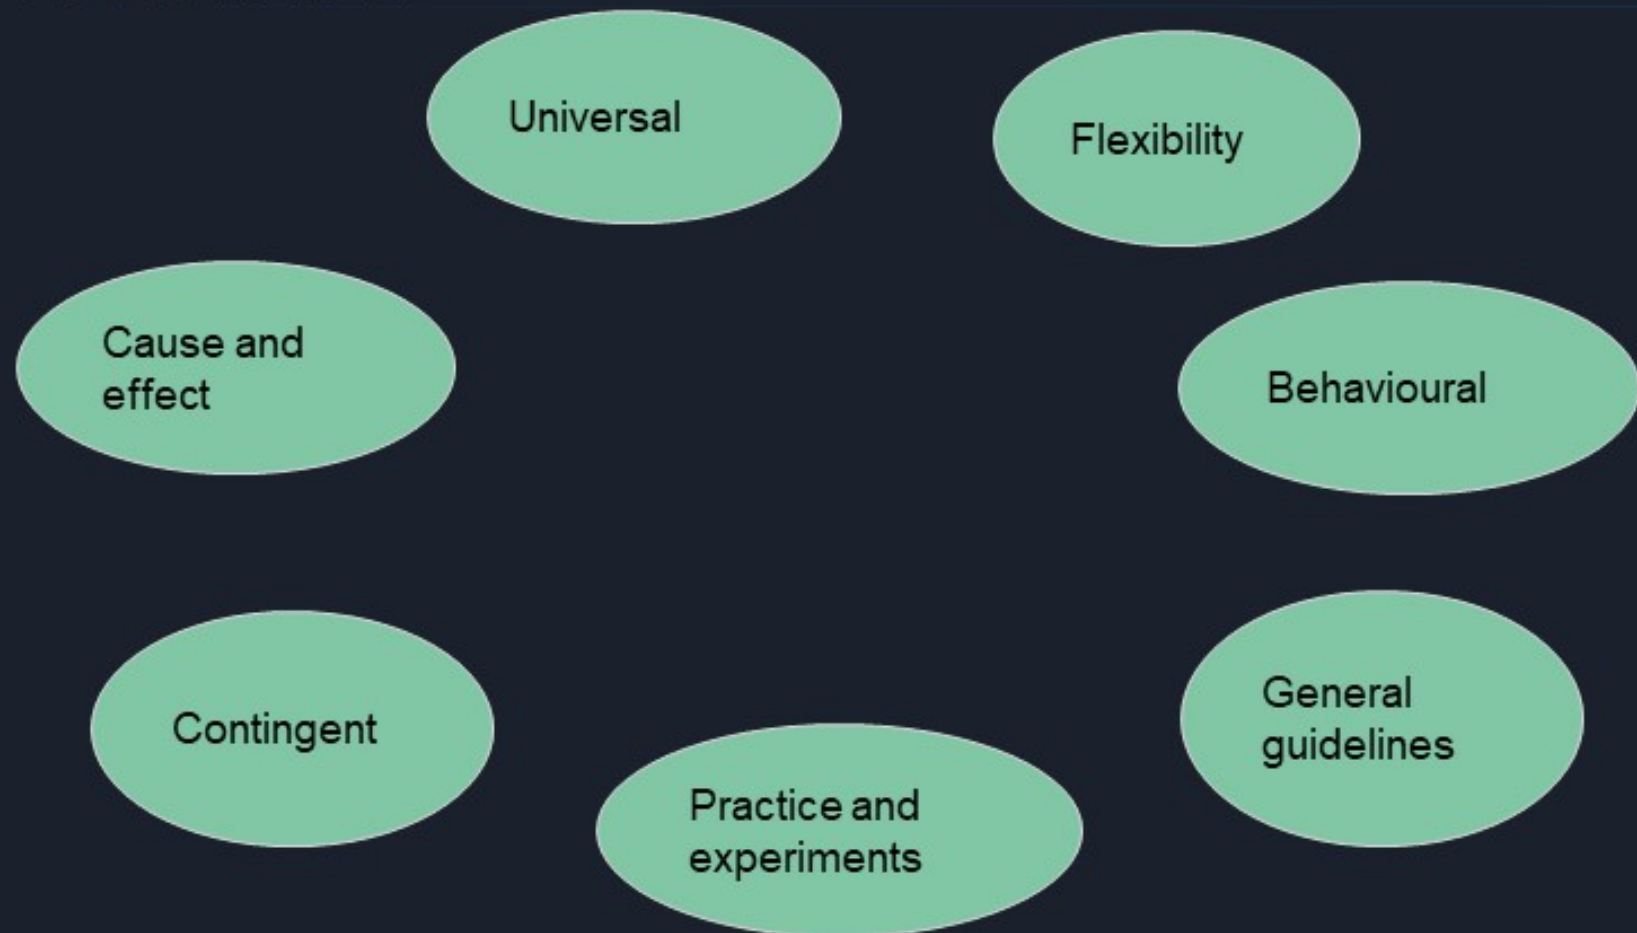 Universal
Flexibility
Cause and
effect
Behavioural
Contingent
General
guidelines
Practice and
experiments